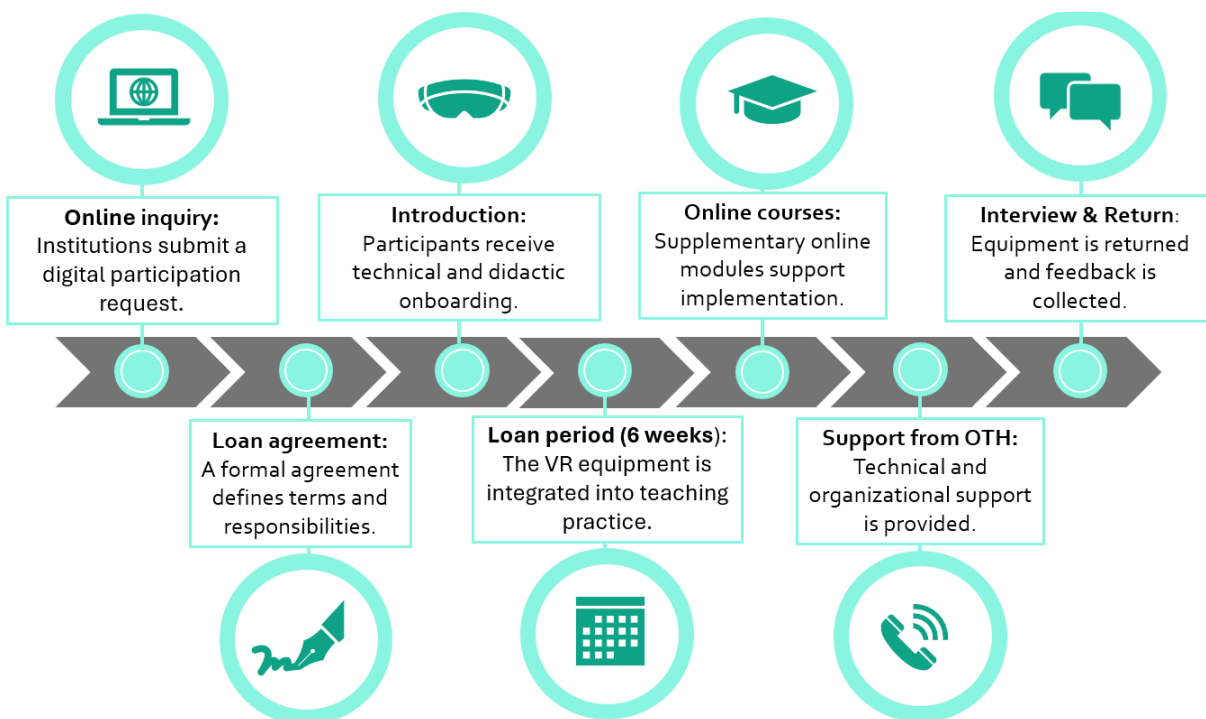 Online inquiry:
Institutions submit a
digital participation
request.
Loan agreement:
A formal agreement
defines terms and
responsibilities.
Introduction:
Participants receive
technical and didactic
onboarding.
Loan period (6 weeks):
The VR equipment is
integrated into teaching
practice.
Online courses:
Supplementary online
modules support
implementation.
Support from OTH:
Technical and
organizational support
is provided.
Interview & Return:
Equipment is returned
and feedback is
collected.